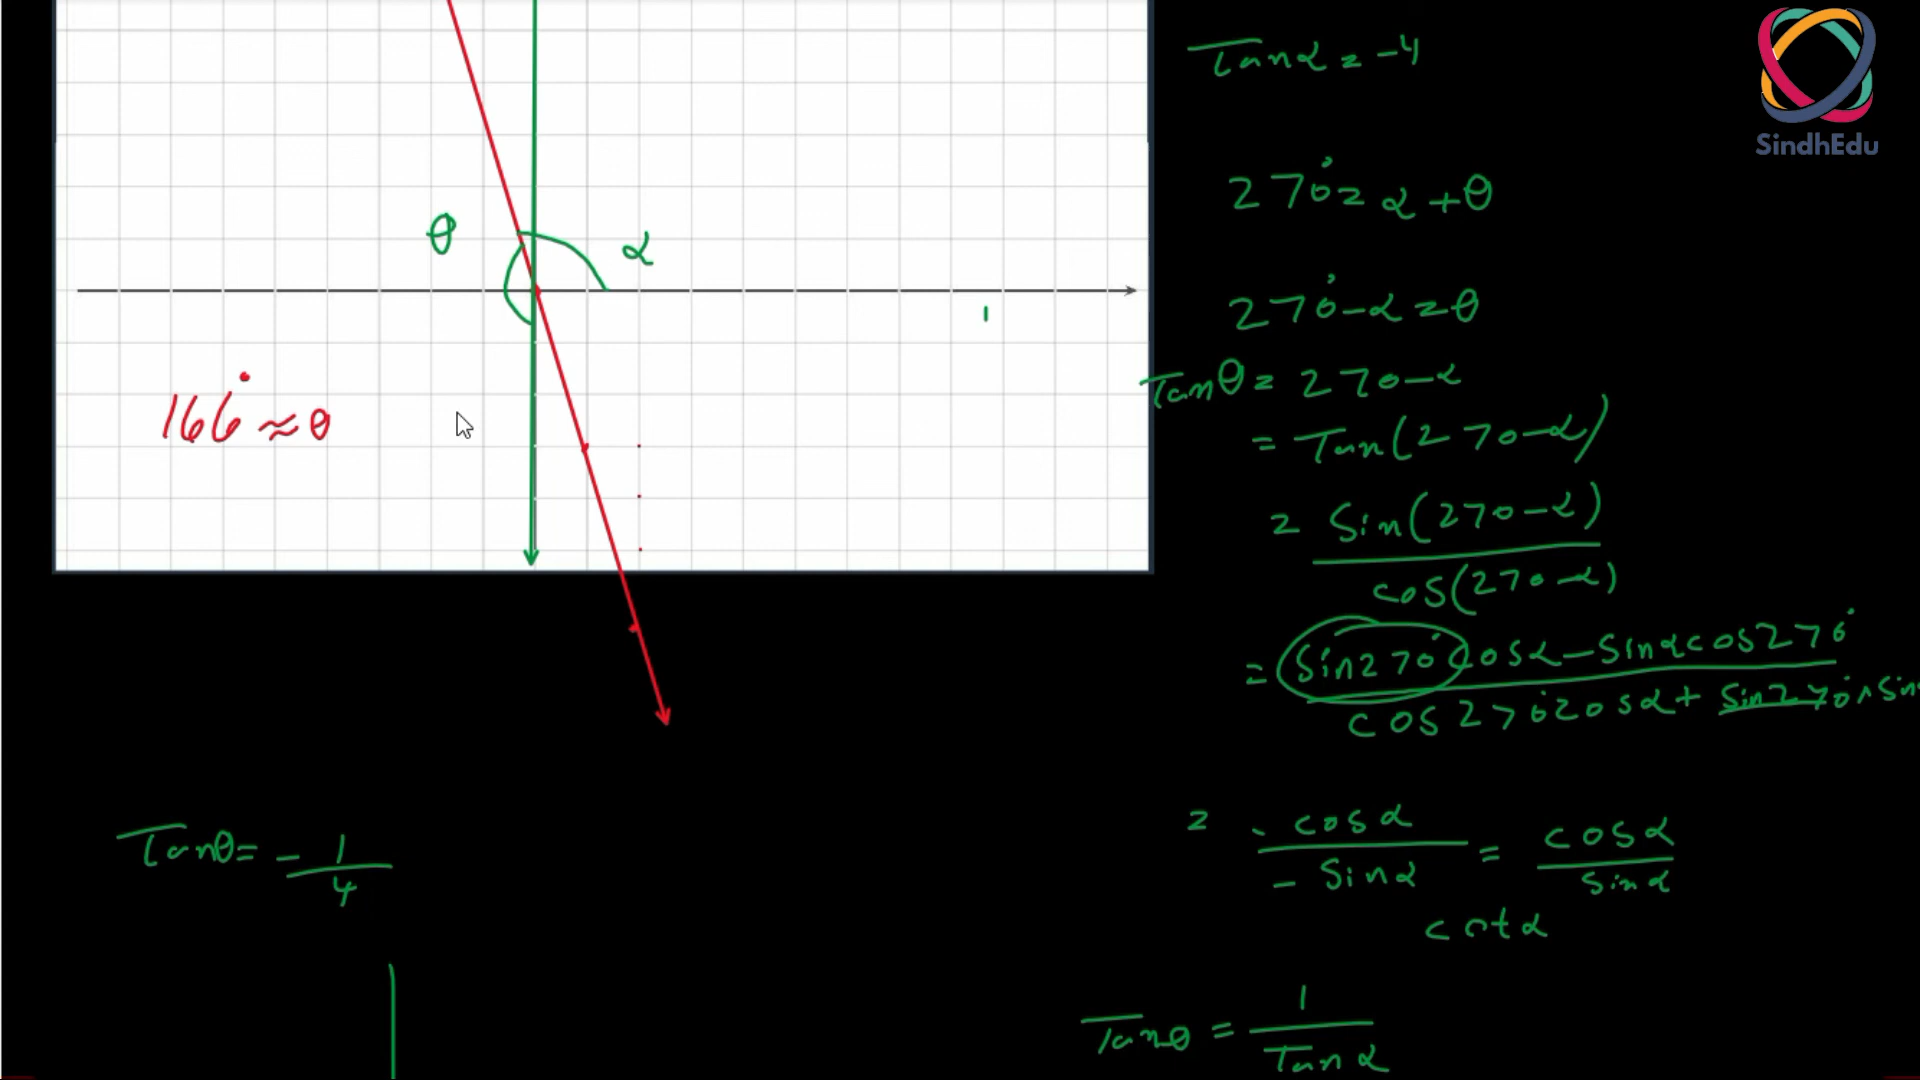 Tanα = -4
SindhEdu
270° = α + θ
θ
α
270° - α = θ
166° ≈ θ
Tanθ = 270 - α
= Tan(270 - α)
= Sin(270 - α)
cos(270 - α)
= Sin270° cosα - Sinα cos270°
cos270° cosα + Sin270° Sin
Tanθ = - 1
4
= - cosα = cosα
- Sinα Sinα
cotα
Tanθ = 1
Tanα